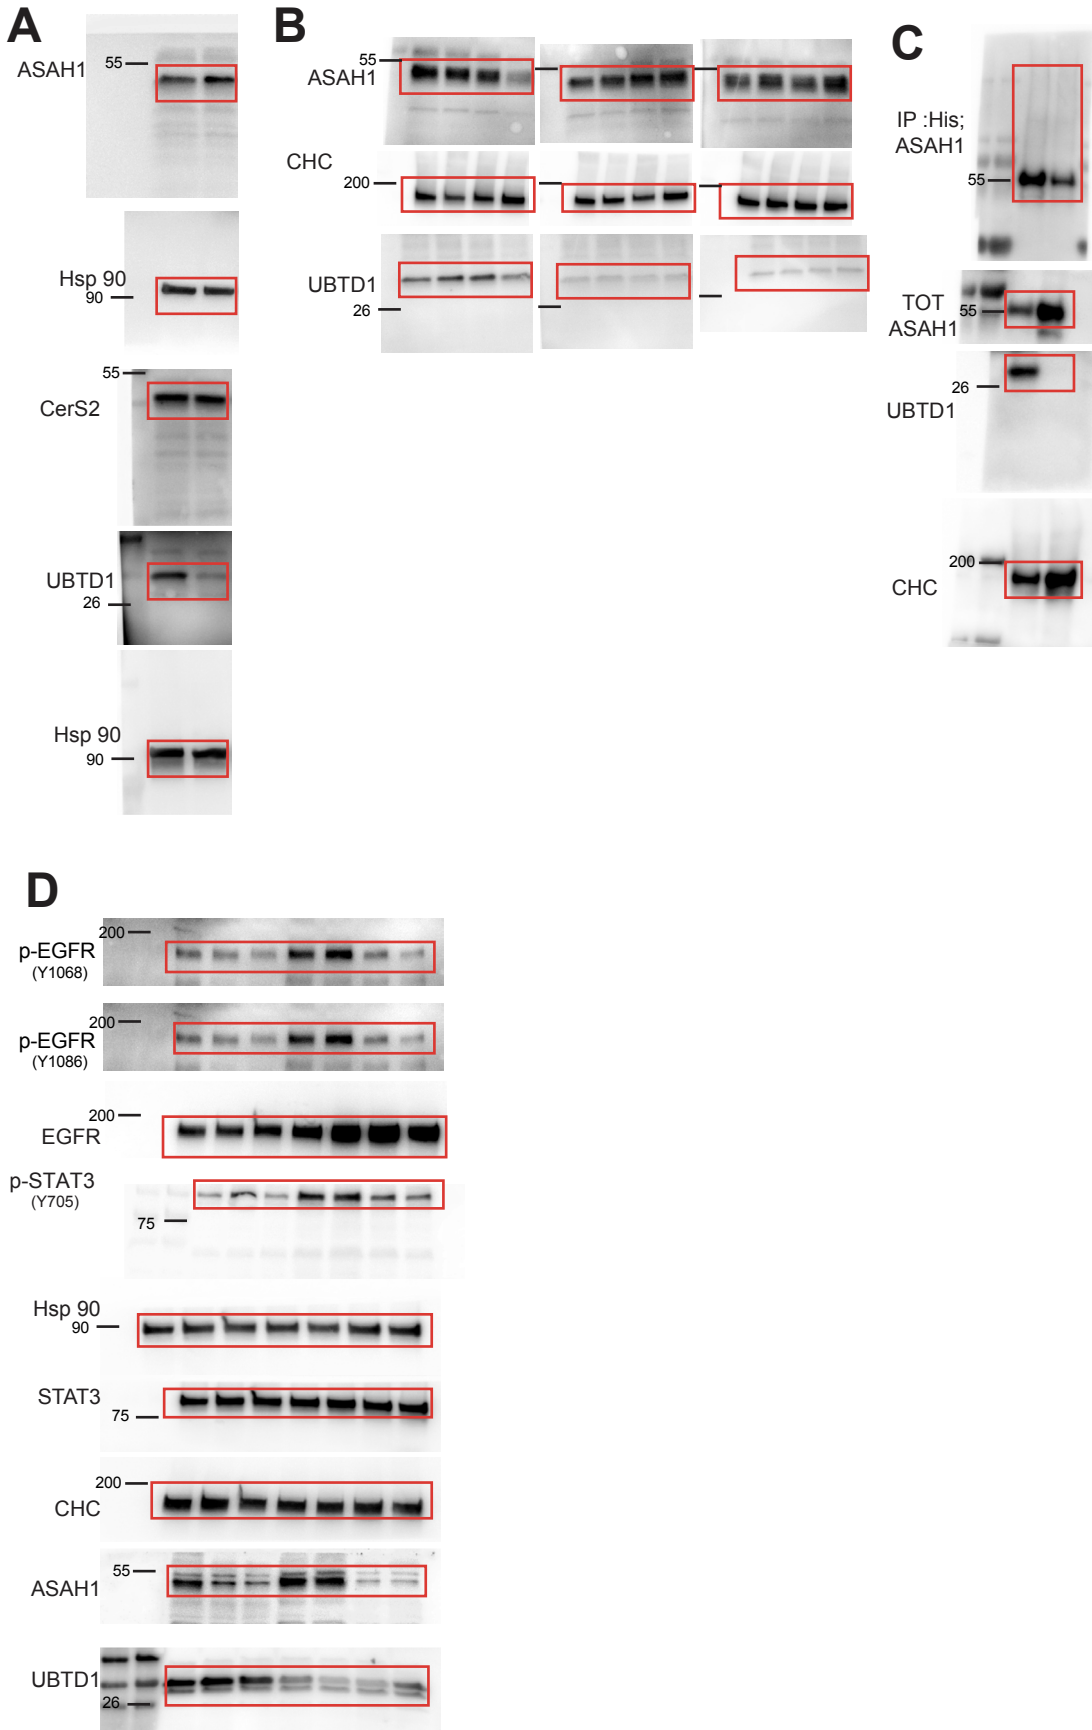 A
55
ASAH1
Hsp 90
90
55
CerS2
UBTD1
26
Hsp 90
90
B
55
ASAH1
CHC
200
UBTD1
26
C
IP :His;
ASAH1
55
TOT
55
ASAH1
26
UBTD1
200
CHC
D
200
p-EGFR
(Y1068)
200
p-EGFR
(Y1086)
200
EGFR
p-STAT3
(Y705)
75
Hsp 90
90
STAT3
75
200
CHC
55
ASAH1
UBTD1
26